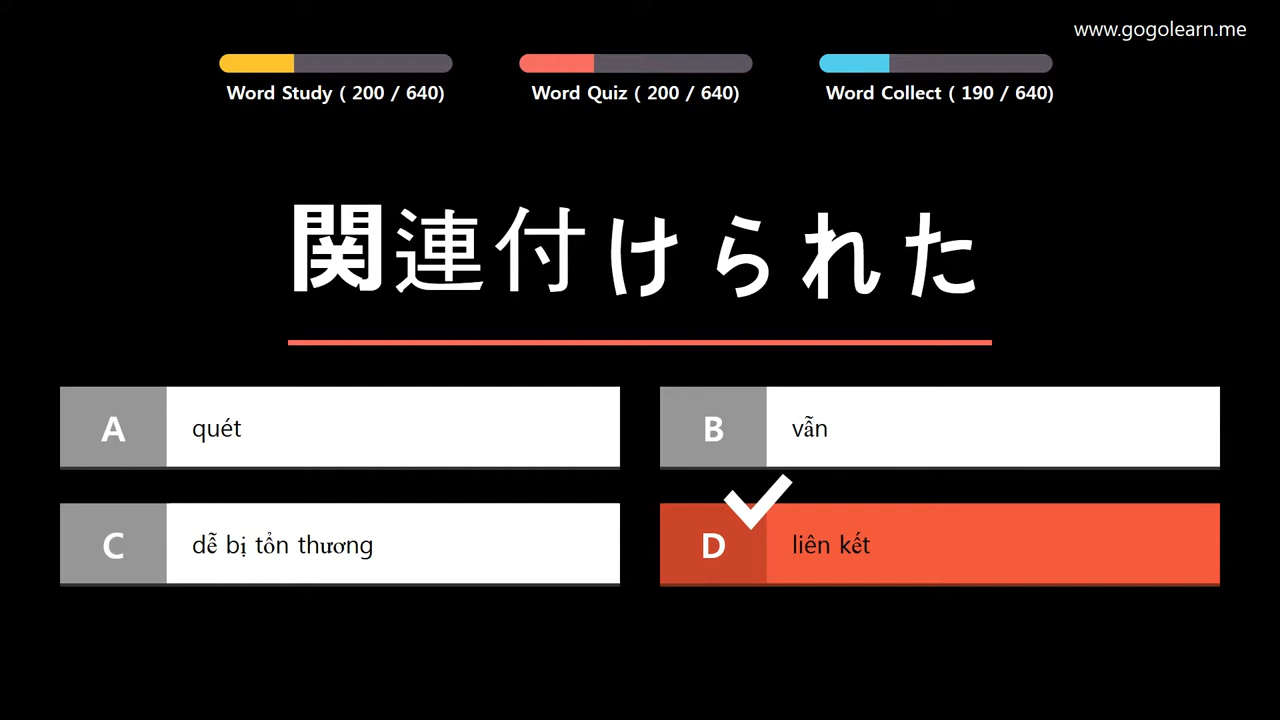 www.gogolearn.me
Word Study ( 200 / 640)
Word Quiz ( 200 / 640)
Word Collect ( 190 / 640)
関連付けられた
A quét
B vẫn
C dễ bị tổn thương
D liên kết